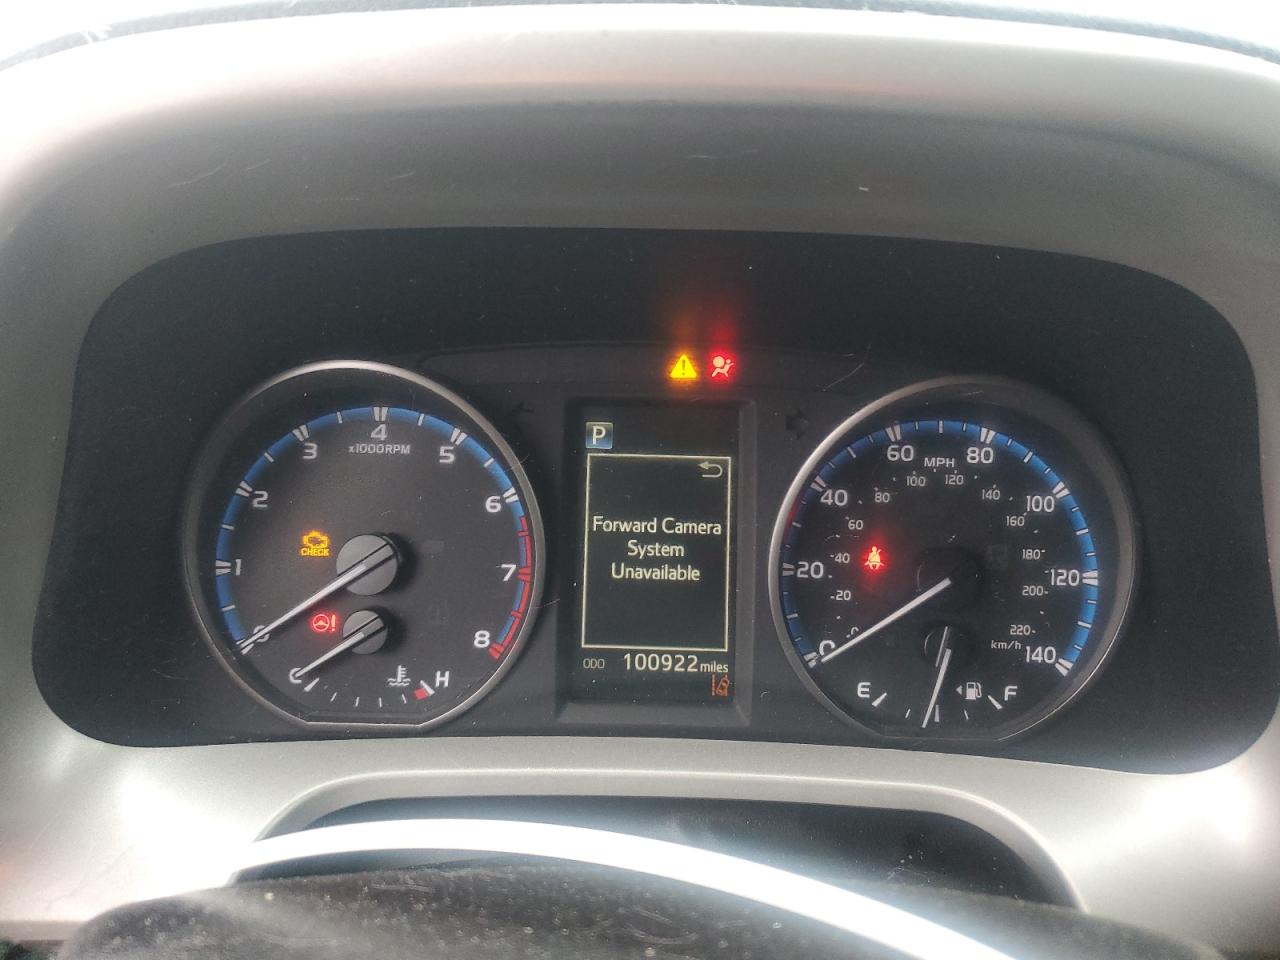 4
3
x1000RPM
5
2
6
CHECK
1
7
0
8
C
H
P
Forward Camera
System
Unavailable
ODO 100922 miles
60 MPH 80
100 120
40 80 140 100
60 160
40 180
20 120
20 200
0 0 220
km/h 140
E F